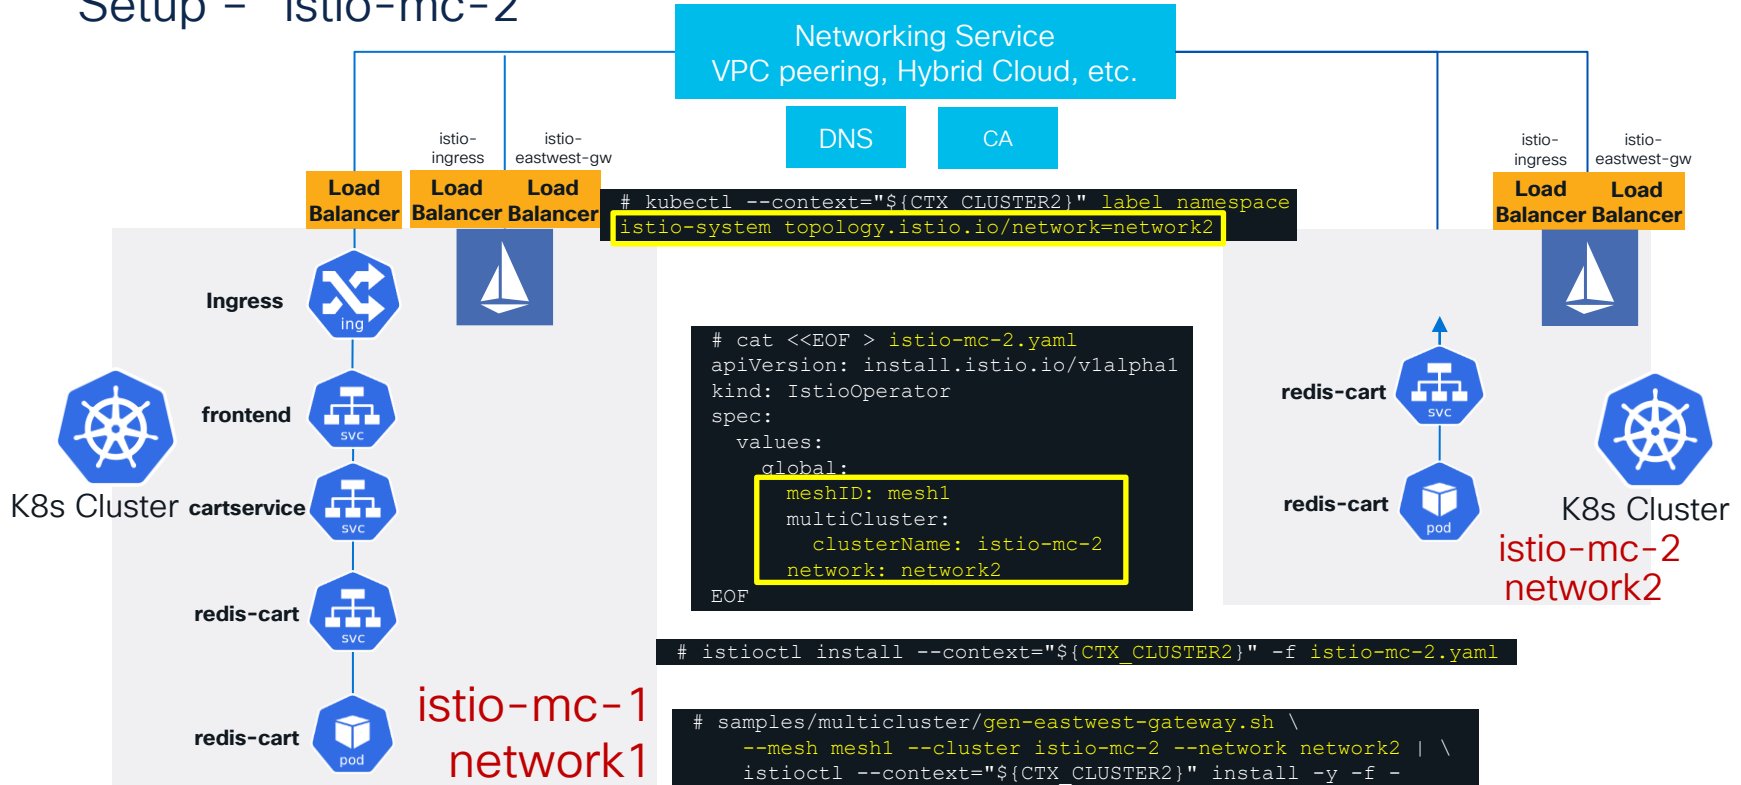 Setup - istio-mc-2
Networking Service
VPC peering, Hybrid Cloud, etc.
DNS
CA
istio-
ingress
istio-
eastwest-gw
istio-
ingress
istio-
eastwest-gw
Load
Balancer
Load
Balancer
Load
Balancer
Load
Balancer
Load
Balancer
# kubectl --context="${CTX_CLUSTER2}" label namespace
istio-system topology.istio.io/network=network2
Ingress
ing
frontend
svc
K8s Cluster
cartservice
svc
redis-cart
svc
redis-cart
pod
istio-mc-1
network1
# cat <<EOF > istio-mc-2.yaml
apiVersion: install.istio.io/v1alpha1
kind: IstioOperator
spec:
values:
global:
meshID: mesh1
multiCluster:
clusterName: istio-mc-2
network: network2
EOF
# istioctl install --context="${CTX_CLUSTER2}" -f istio-mc-2.yaml
# samples/multicluster/gen-eastwest-gateway.sh \
--mesh mesh1 --cluster istio-mc-2 --network network2 | \
istioctl --context="${CTX_CLUSTER2}" install -y -f -
redis-cart
svc
redis-cart
pod
K8s Cluster
istio-mc-2
network2